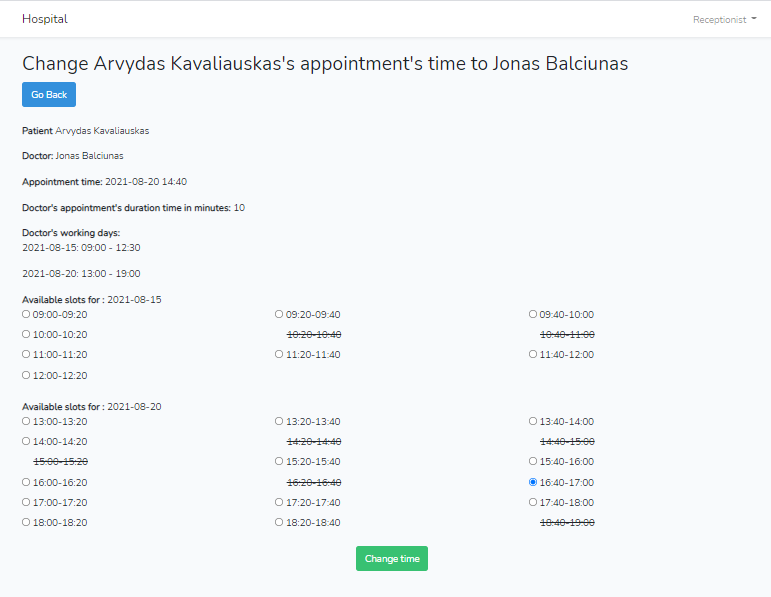 Hospital
Receptionist
Change Arvydas Kavaliauskas's appointment's time to Jonas Balciunas
Go Back
Patient Arvydas Kavaliauskas
Doctor: Jonas Balciunas
Appointment time: 2021-08-20 14:40
Doctor's appointment's duration time in minutes: 10
Doctor's working days:
2021-08-15: 09:00 - 12:30
2021-08-20: 13:00 - 19:00
Available slots for : 2021-08-15
09:00-09:20 09:20-09:40 09:40-10:00
10:00-10:20 10:20-10:40 10:40-11:00
11:00-11:20 11:20-11:40 11:40-12:00
12:00-12:20
Available slots for : 2021-08-20
13:00-13:20 13:20-13:40 13:40-14:00
14:00-14:20 14:20-14:40 14:40-15:00
15:00-15:20 15:20-15:40 15:40-16:00
16:00-16:20 16:20-16:40 16:40-17:00
17:00-17:20 17:20-17:40 17:40-18:00
18:00-18:20 18:20-18:40 18:40-19:00
Change time